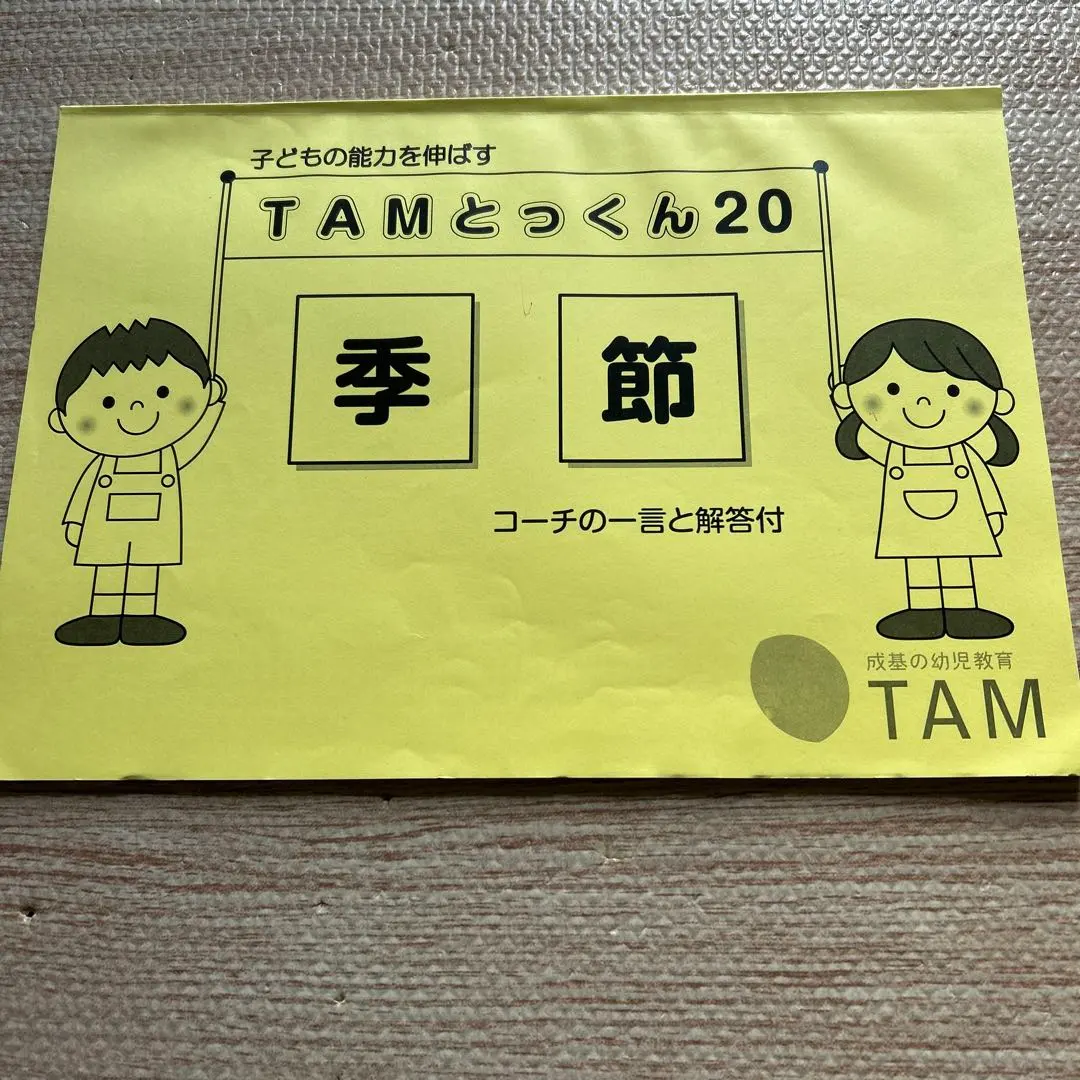 子どもの能力を伸ばす
TAMとっくん20
季節
コーチの一言と解答付
成基の幼児教育
TAM